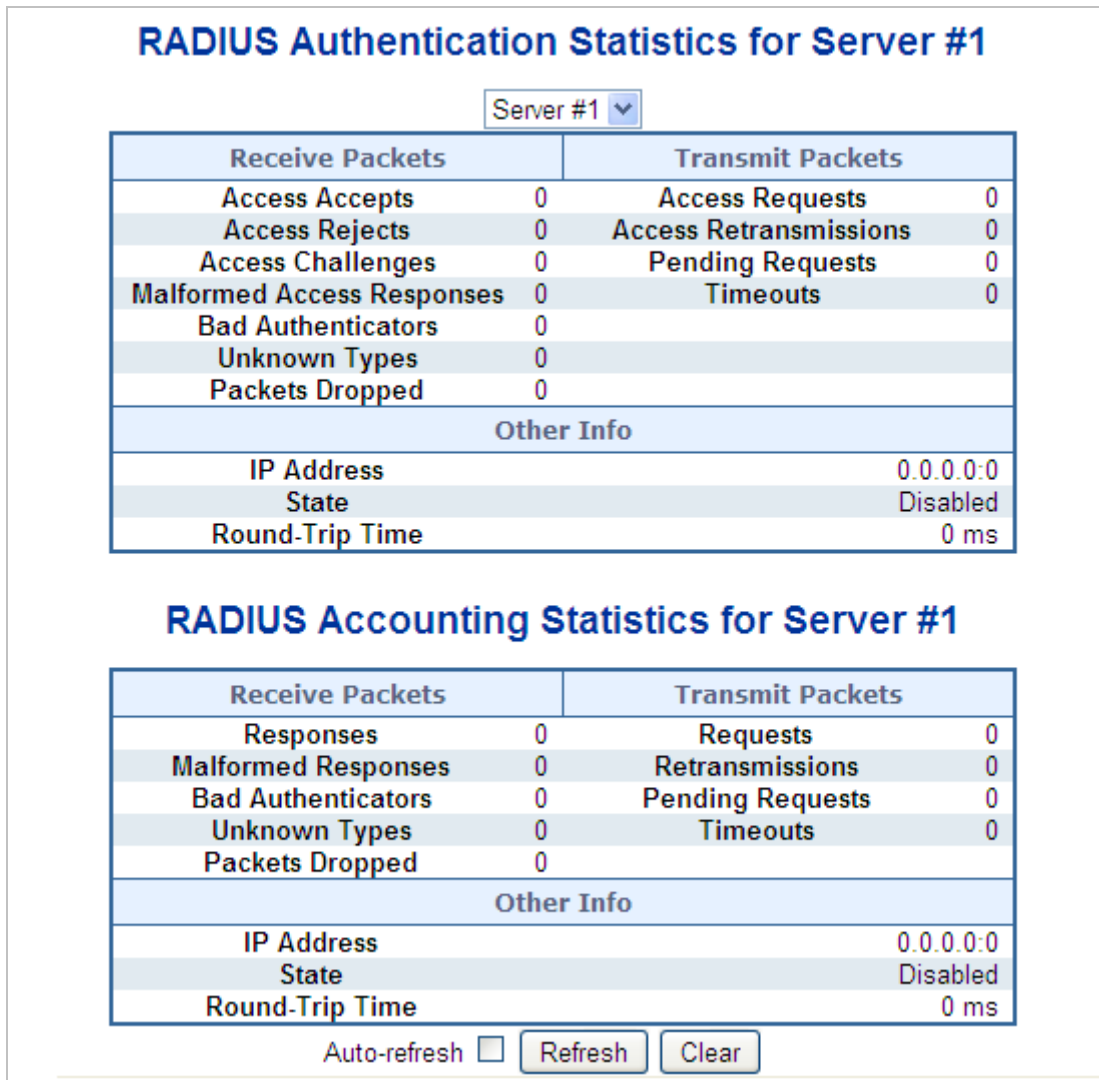 RADIUS Authentication Statistics for Server #1
Server #1
Receive Packets Transmit Packets
Access Accepts 0 Access Requests 0
Access Rejects 0 Access Retransmissions 0
Access Challenges 0 Pending Requests 0
Malformed Access Responses 0 Timeouts 0
Bad Authenticators 0
Unknown Types 0
Packets Dropped 0
Other Info
IP Address 0.0.0.0:0
State Disabled
Round-Trip Time 0 ms
RADIUS Accounting Statistics for Server #1
Receive Packets Transmit Packets
Responses 0 Requests 0
Malformed Responses 0 Retransmissions 0
Bad Authenticators 0 Pending Requests 0
Unknown Types 0 Timeouts 0
Packets Dropped 0
Other Info
IP Address 0.0.0.0:0
State Disabled
Round-Trip Time 0 ms
Auto-refresh Refresh Clear